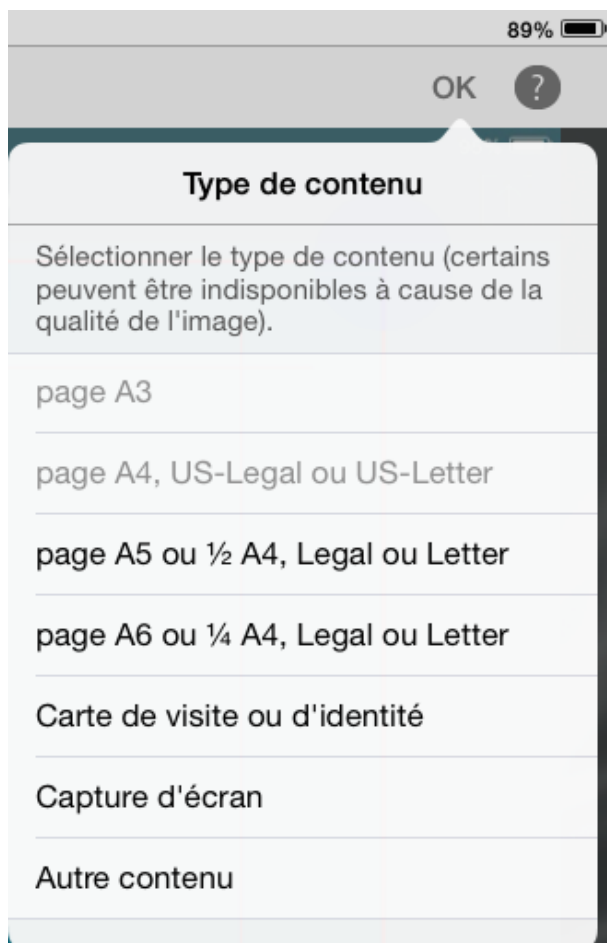 89%
OK ?
Type de contenu
Sélectionner le type de contenu (certains
peuvent être indisponibles à cause de la
qualité de l'image).
page A3
page A4, US-Legal ou US-Letter
page A5 ou ½ A4, Legal ou Letter
page A6 ou ¼ A4, Legal ou Letter
Carte de visite ou d'identité
Capture d'écran
Autre contenu